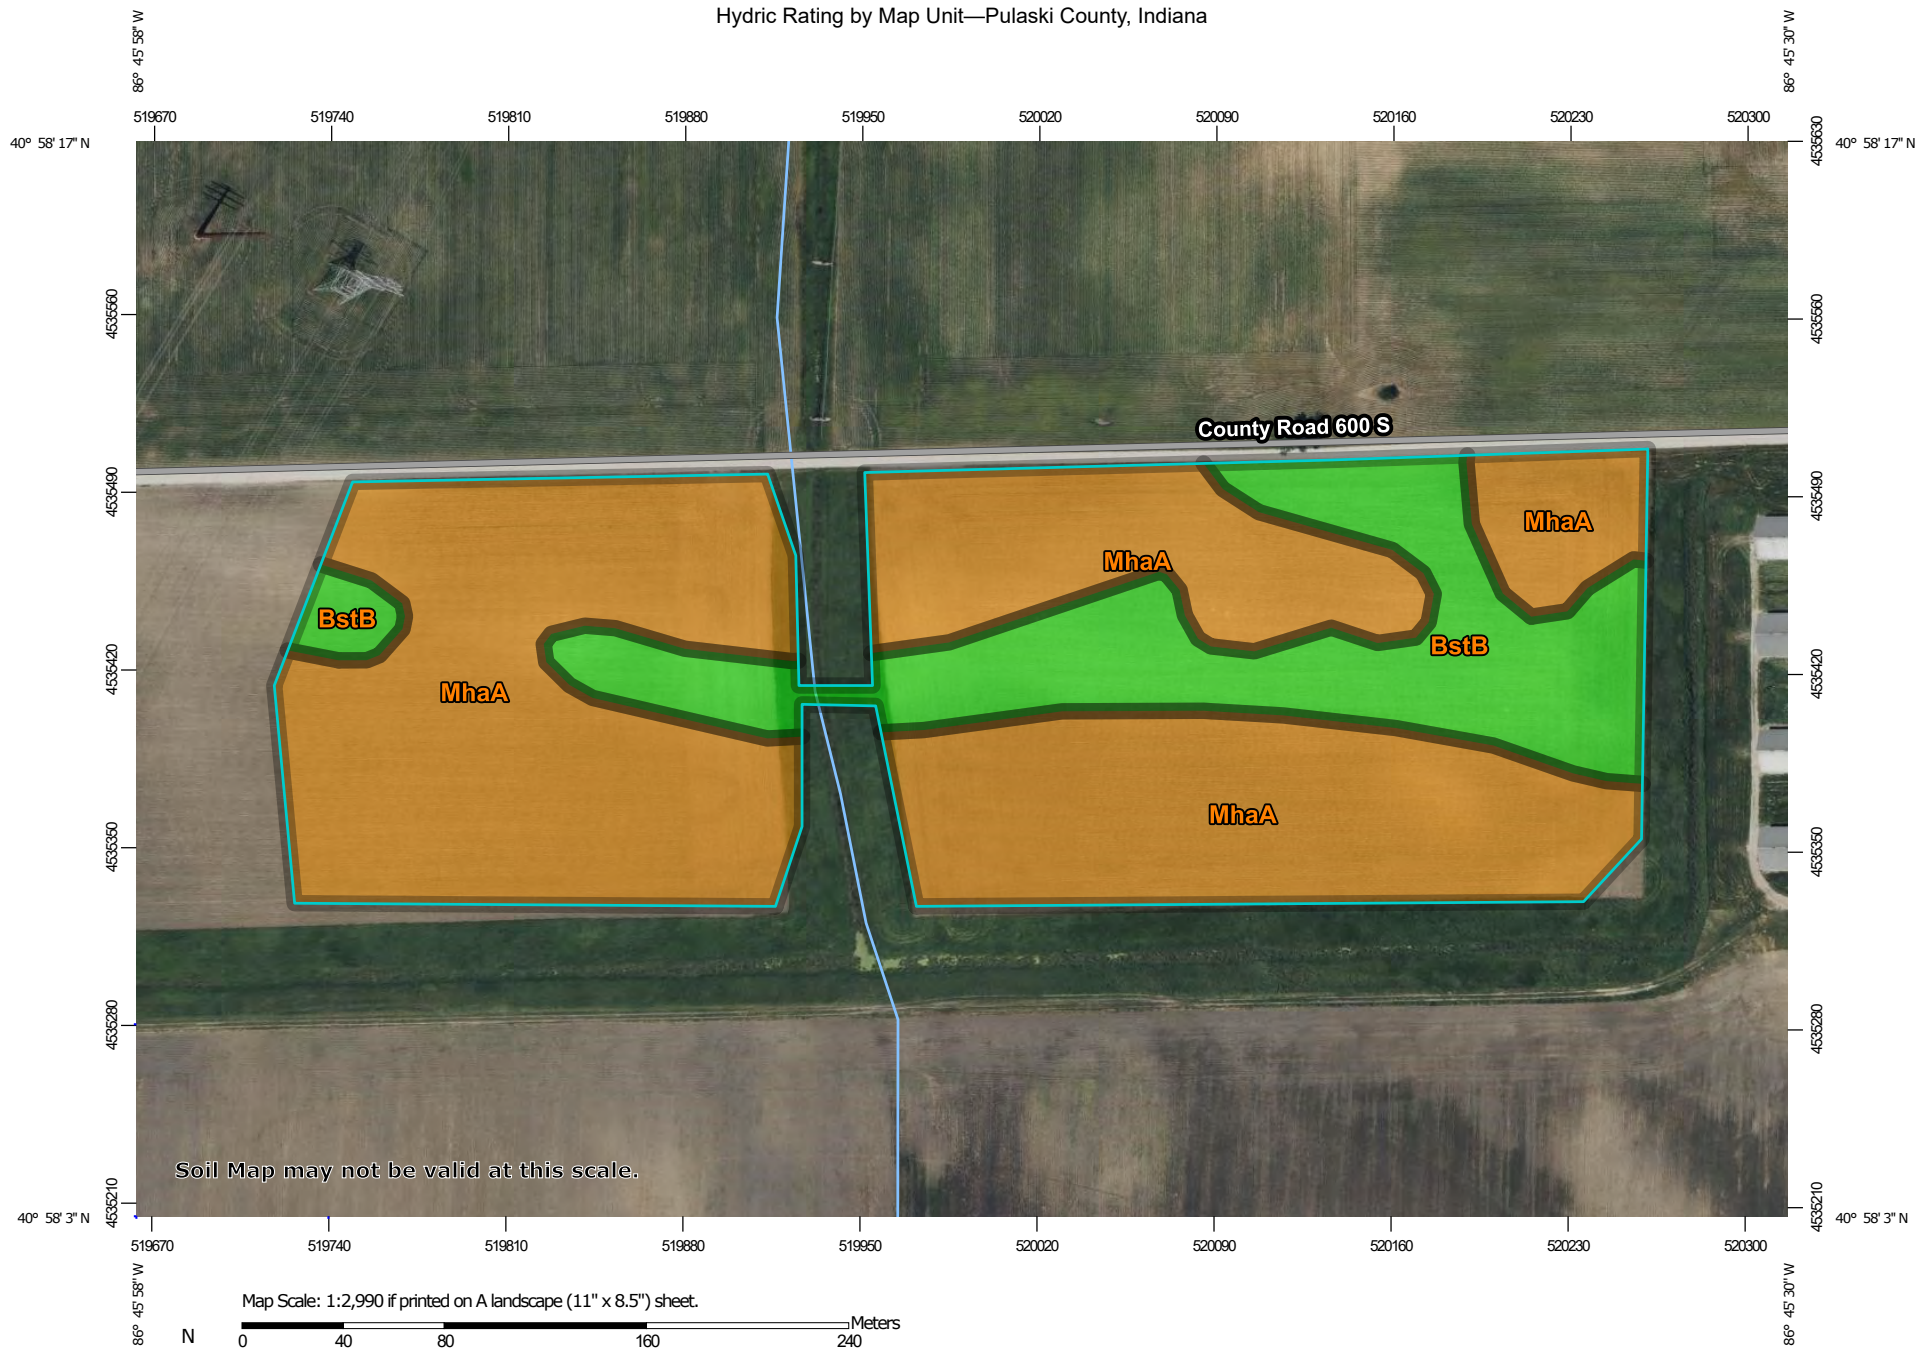 Hydric Rating by Map Unit—Pulaski County, Indiana
86° 45' 58'' W
86° 45' 30'' W
519670 519740 519810 519880 519950 520020 520090 520160 520230 520300
40° 58' 17'' N
4535630
40° 58' 17'' N
4535560
4535560
County Road 600 S
4535490
4535490
MhaA
MhaA
BstB
BstB
4535420
4535420
MhaA
MhaA
4535350
4535350
4535280
4535280
Soil Map may not be valid at this scale.
4535210
4535210
40° 58' 3'' N
40° 58' 3'' N
519670 519740 519810 519880 519950 520020 520090 520160 520230 520300
86° 45' 58'' W
86° 45' 30'' W
Map Scale: 1:2,990 if printed on A landscape (11" x 8.5") sheet.
Meters
N
0 40 80 160 240